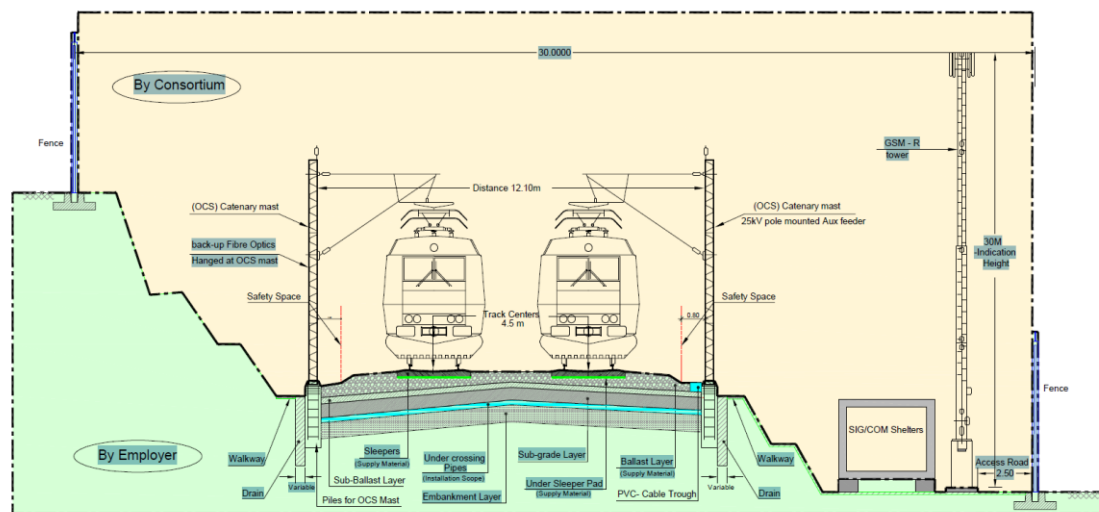 30.0000
By Consortium
Fence
GSM - R
tower
Distance 12.10m
(OCS) Catenary mast
(OCS) Catenary mast
25kV pole mounted Aux feeder
back-up Fibre Optics
Hanged at OCS mast
30M
-Indication
Height
Safety Space
Safety Space
Track Centers
4.5 m
0.80
Fence
SIG/COM Shelters
By Employer
Walkway
Sleepers
(Supply Material)
Under crossing
Pipes
(Installation Scope)
Sub-grade Layer
Ballast Layer
(Supply Material)
Walkway
Access Road
2.50
Sub-Ballast Layer
Under Sleeper Pad
(Supply Material)
Drain
Variable
Piles for OCS Mast
Embankment Layer
PVC- Cable Trough
Variable
Drain